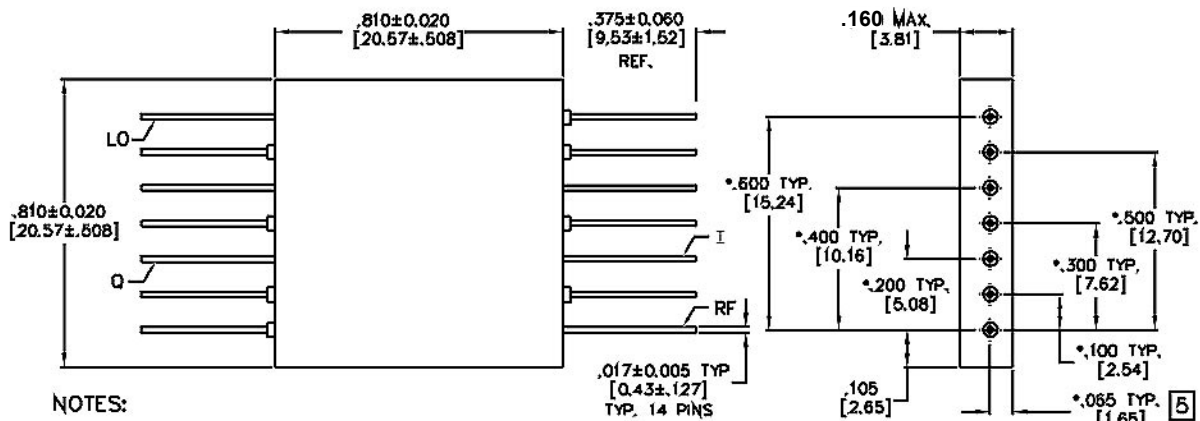 .810±0.020
[20.57±.508]
.375±0.060
[9.53±1.52]
REF.
.160 MAX.
[3.81]
LO
.810±0.020
[20.57±.508]
Q
I
RF
.017±0.005 TYP
[0.43±.127]
TYP. 14 PINS
*.600 TYP.
[15.24]
*.400 TYP.
[10.16]
*.200 TYP.
[5.08]
*.500 TYP.
[12.70]
*.300 TYP.
[7.62]
*.100 TYP.
[2.54]
.105
[2.65]
*.065 TYP.
[1.65]
5
NOTES: